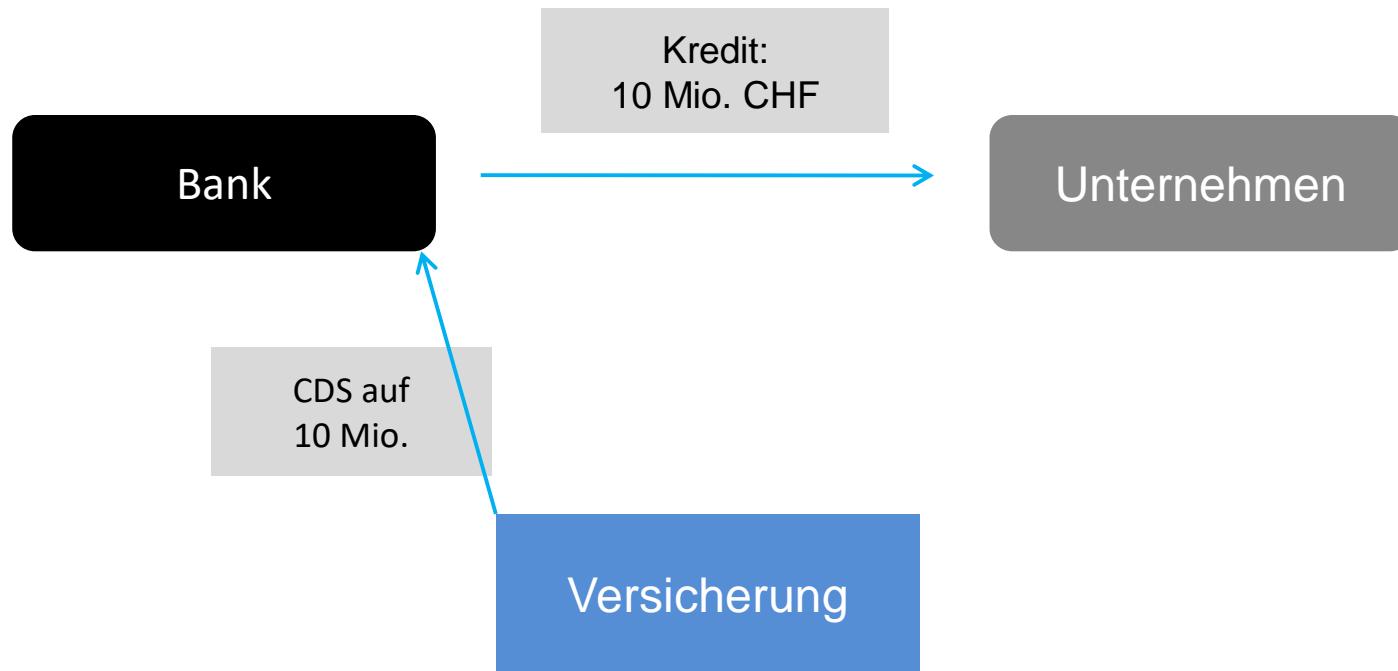 Kredit:
10 Mio. CHF
Bank
Unternehmen
CDS auf
10 Mio.
Versicherung